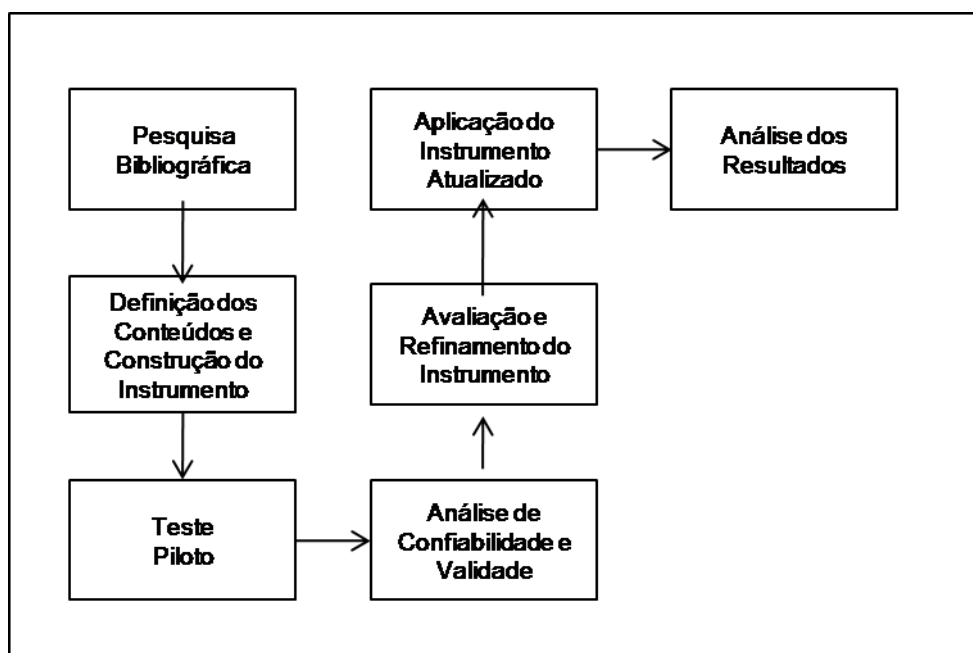 Pesquisa
Bibliográfica
Definição dos
Conteúdos e
Construção do
Instrumento
Teste
Piloto
Análise de
Confiabilidade e
Validade
Avaliação e
Refinamento do
Instrumento
Aplicação do
Instrumento
Atualizado
Análise dos
Resultados